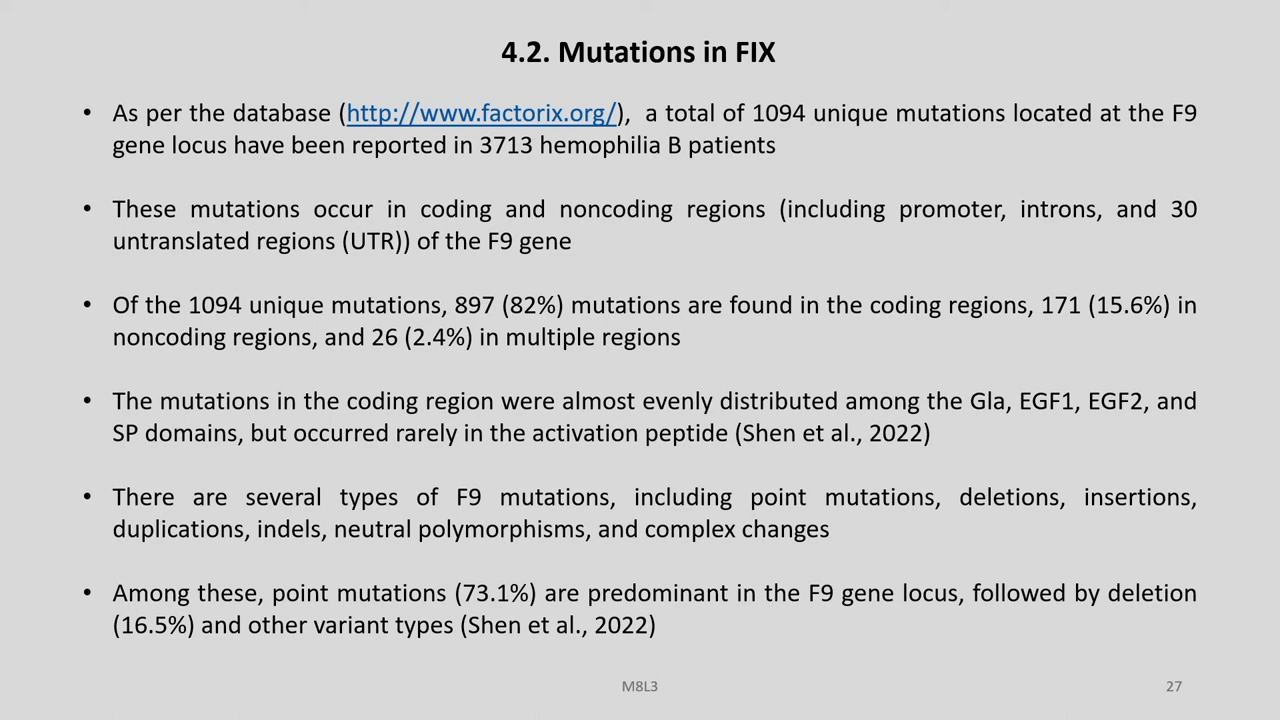 4.2. Mutations in FIX
• As per the database (http://www.factorix.org/), a total of 1094 unique mutations located at the F9
gene locus have been reported in 3713 hemophilia B patients
• These mutations occur in coding and noncoding regions (including promoter, introns, and 30
untranslated regions (UTR)) of the F9 gene
• Of the 1094 unique mutations, 897 (82%) mutations are found in the coding regions, 171 (15.6%) in
noncoding regions, and 26 (2.4%) in multiple regions
• The mutations in the coding region were almost evenly distributed among the Gla, EGF1, EGF2, and
SP domains, but occurred rarely in the activation peptide (Shen et al., 2022)
• There are several types of F9 mutations, including point mutations, deletions, insertions,
duplications, indels, neutral polymorphisms, and complex changes
• Among these, point mutations (73.1%) are predominant in the F9 gene locus, followed by deletion
(16.5%) and other variant types (Shen et al., 2022)
M8L3
27